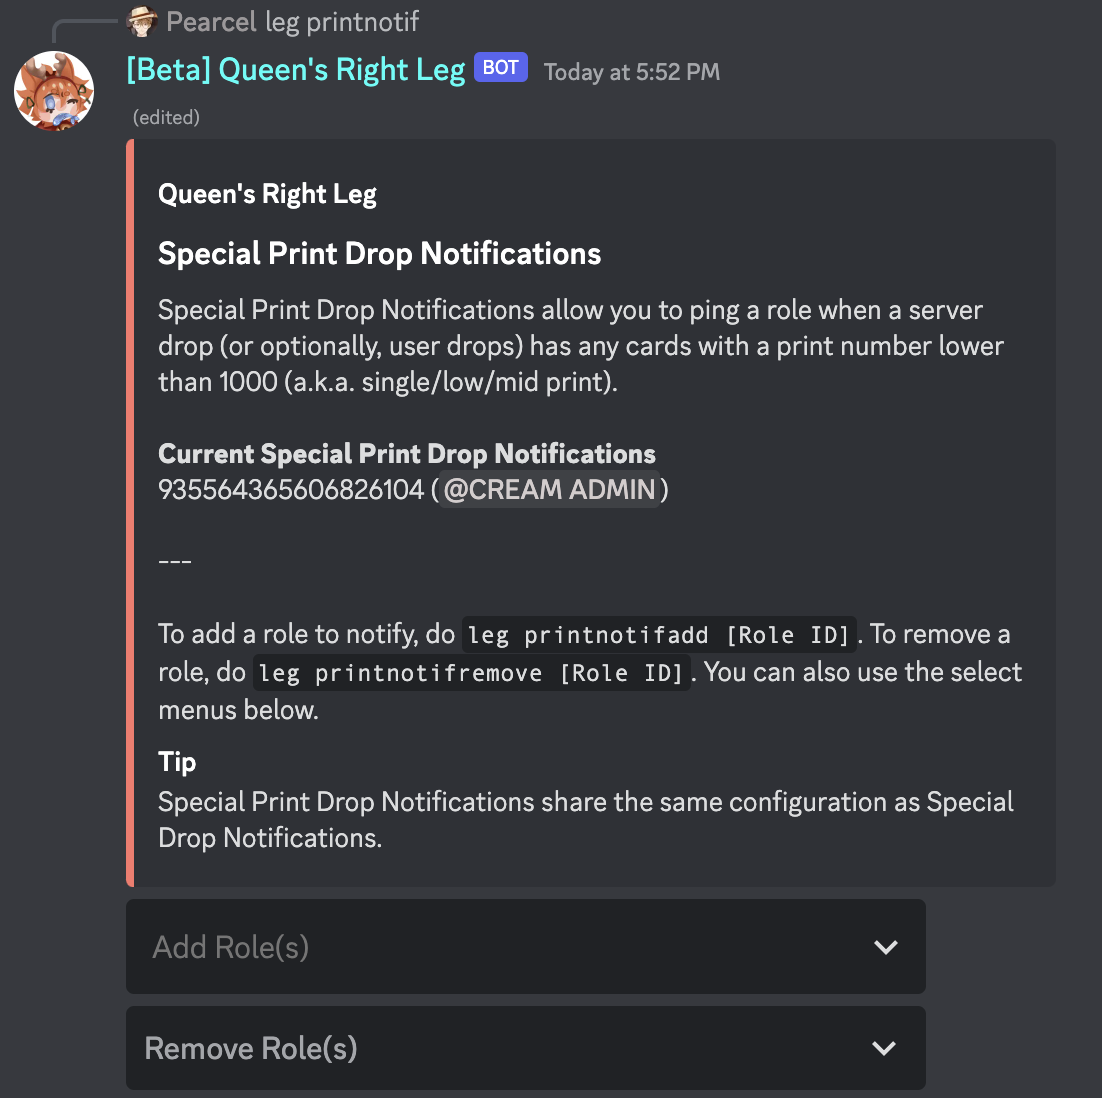 Pearcel leg printnotif
[Beta] Queen's Right Leg BOT Today at 5:52 PM
(edited)
Queen's Right Leg
Special Print Drop Notifications
Special Print Drop Notifications allow you to ping a role when a server
drop (or optionally, user drops) has any cards with a print number lower
than 1000 (a.k.a. single/low/mid print).
Current Special Print Drop Notifications
935564365606826104 (@CREAM ADMIN)
---
To add a role to notify, do leg printnotifadd [Role ID]. To remove a
role, do leg printnotifremove [Role ID]. You can also use the select
menus below.
Tip
Special Print Drop Notifications share the same configuration as Special
Drop Notifications.
Add Role(s)
Remove Role(s)